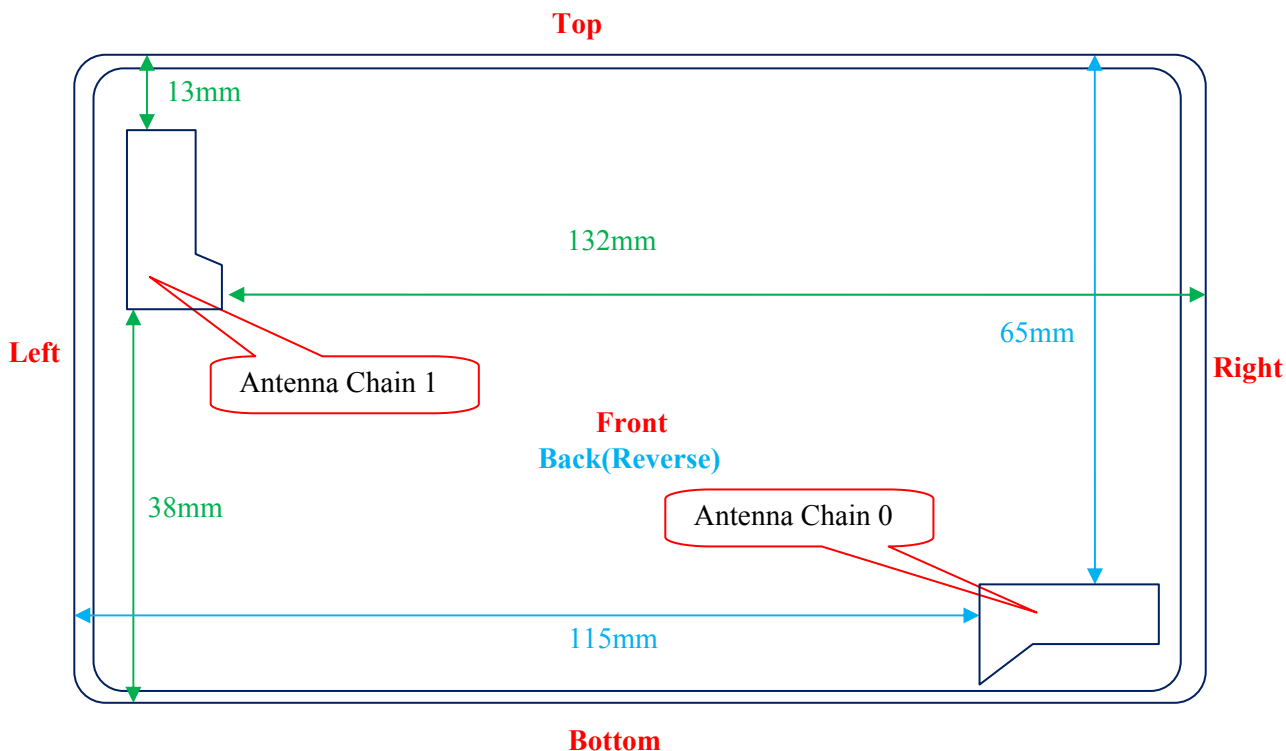 Top
13mm
132mm
65mm
Left
Right
Antenna Chain 1
Front
Back(Reverse)
38mm
Antenna Chain 0
115mm
Bottom